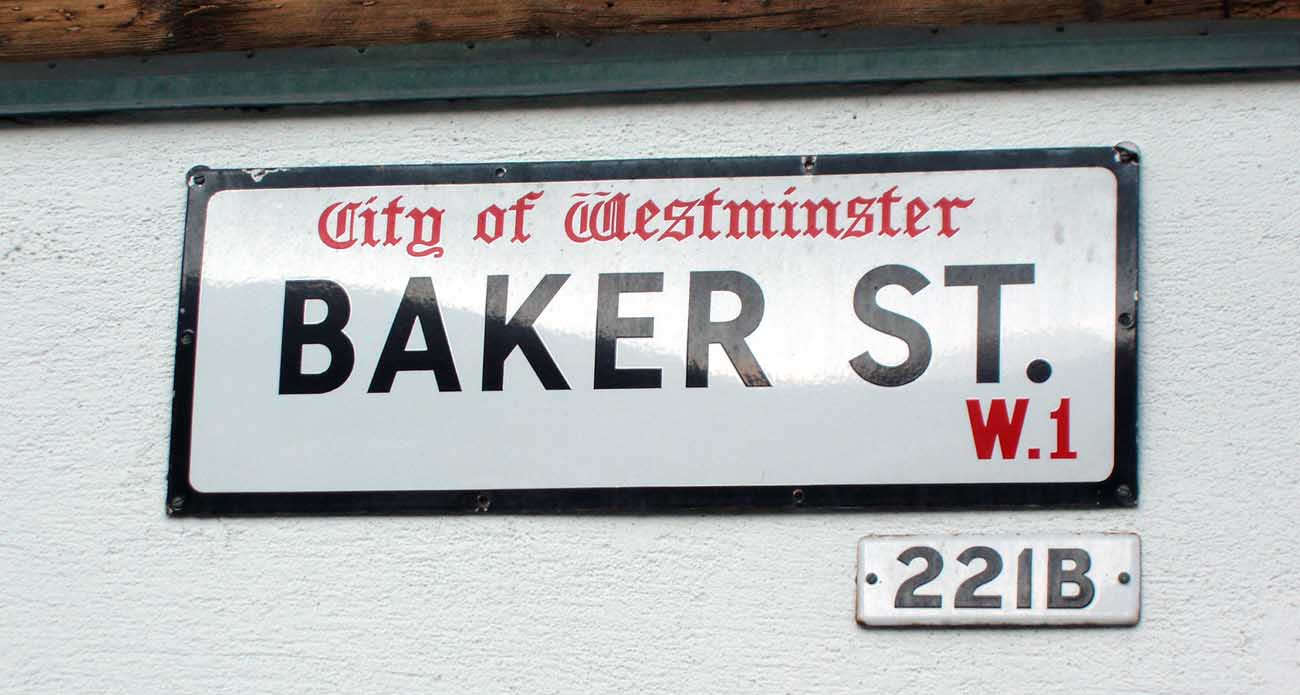 City of Westminster
BAKER ST.
W.1
221B